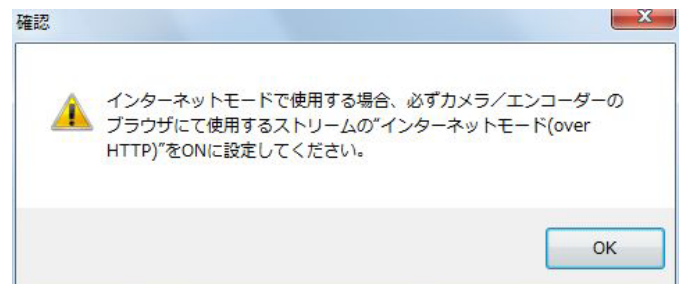 確認
インターネットモードで使用する場合、必ずカメラ／エンコーダーの
ブラウザにて使用するストリームの"インターネットモード(over
HTTP)"をONに設定してください。
OK